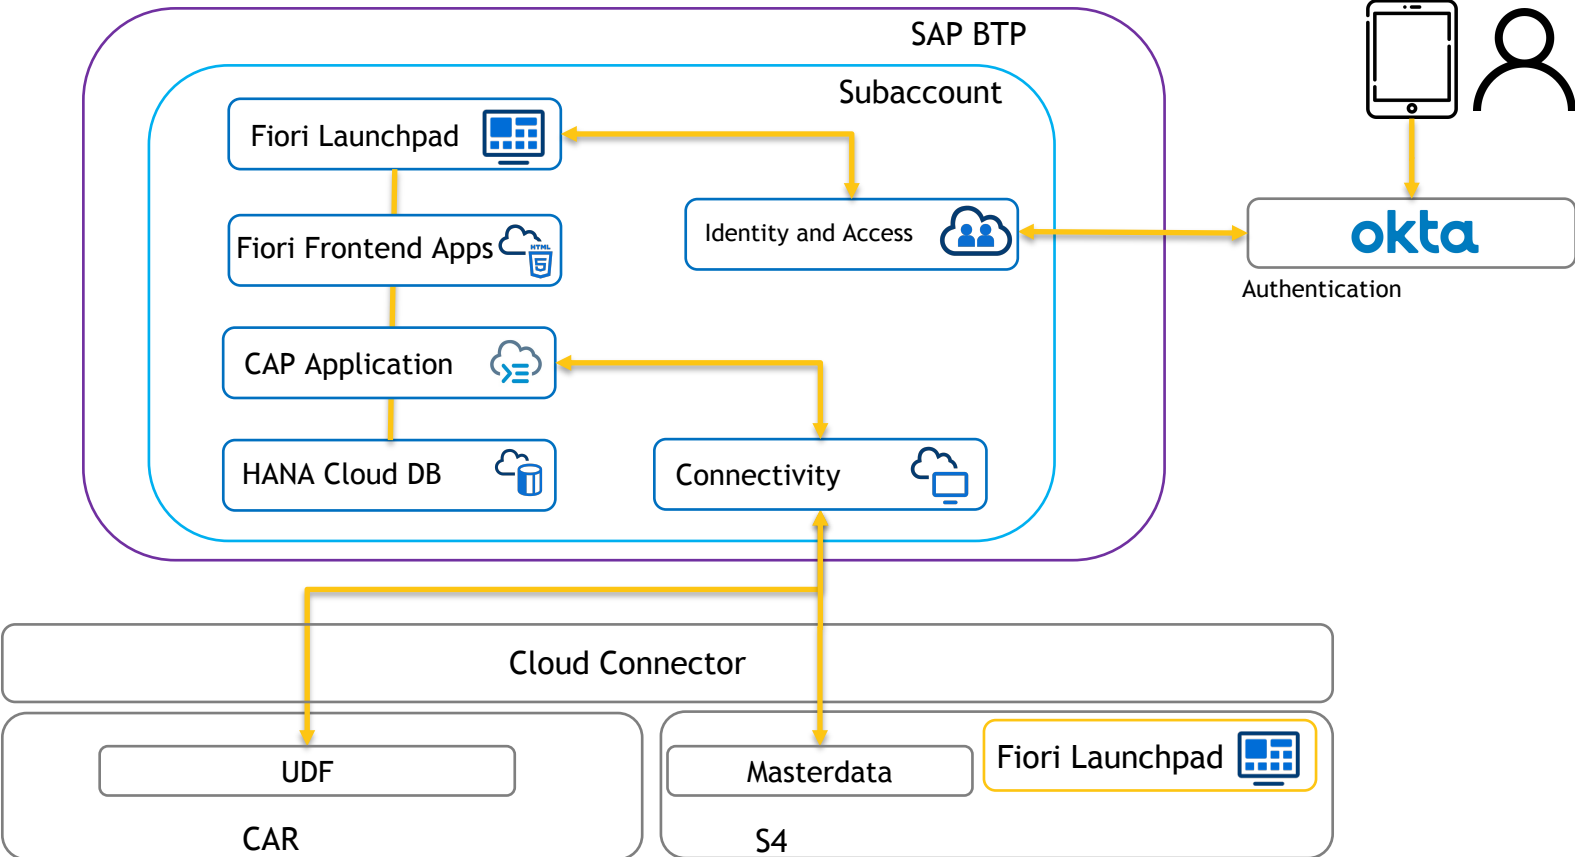 SAP BTP
Subaccount
Fiori Launchpad
Identity and Access
okta
Fiori Frontend Apps
HTML
5
Authentication
CAP Application
HANA Cloud DB
Connectivity
Cloud Connector
UDF
Masterdata
Fiori Launchpad
CAR
S4